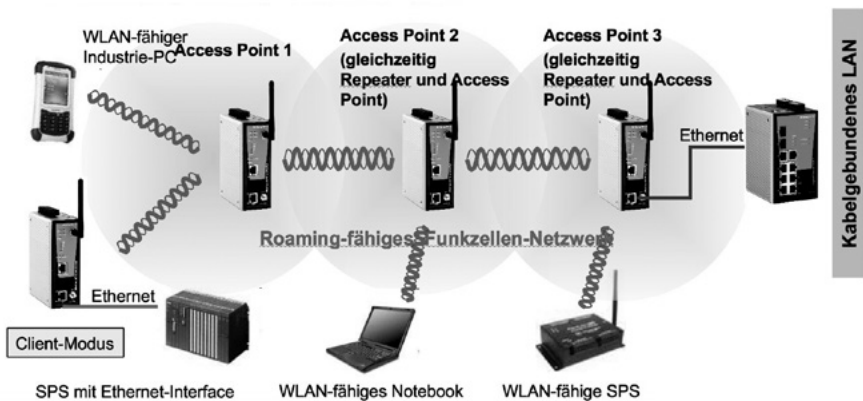 WLAN-fähiger
Industrie-PC
Access Point 1
Access Point 2
(gleichzeitig
Repeater und Access
Point)
Access Point 3
(gleichzeitig
Repeater und Access
Point)
Ethernet
Kabelgebundenes LAN
Roaming-fähiges Funkzellen-Netzwerk
Ethernet
Client-Modus
SPS mit Ethernet-Interface
WLAN-fähiges Notebook
WLAN-fähige SPS